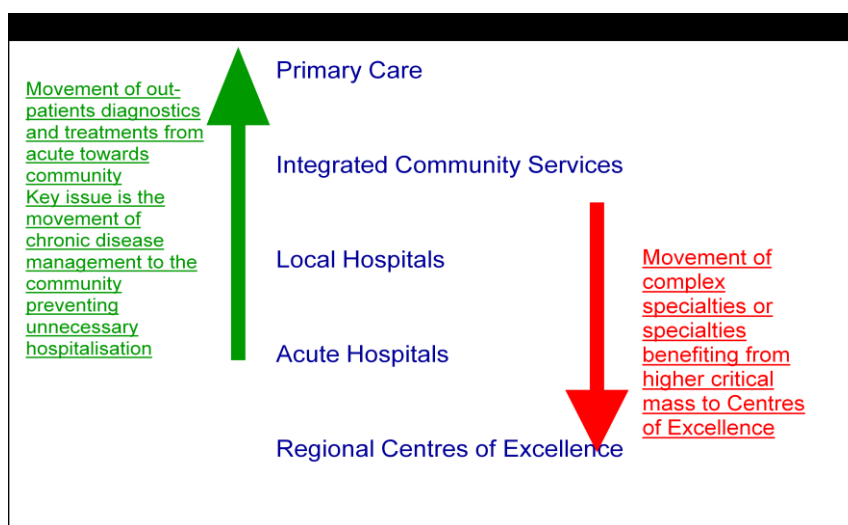 Primary Care
Movement of out-
patients diagnostics
and treatments from
acute towards
community
Key issue is the
movement of
chronic disease
management to the
community
preventing
unnecessary
hospitalisation
Integrated Community Services
Local Hospitals
Acute Hospitals
Regional Centres of Excellence
Movement of
complex
specialties or
specialties
benefiting from
higher critical
mass to Centres
of Excellence